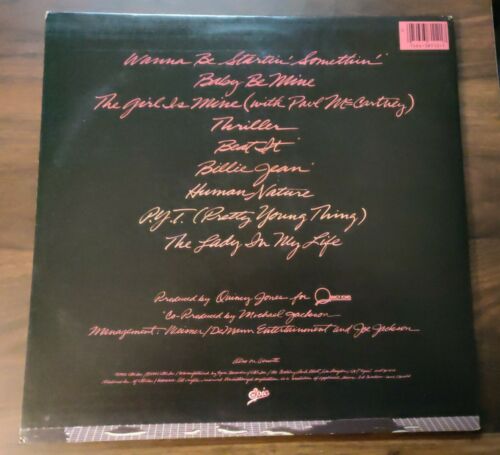 Wanna Be Startin' Somethin'
Baby Be Mine
The Girl Is Mine (with Paul McCartney)
Thriller
Beat It
Billie Jean
Human Nature
P.Y.T. (Pretty Young Thing)
The Lady In My Life
Produced by Quincy Jones for
Co-Produced by Michael Jackson
Management: Weisner/DeMann Entertainment and Joe Jackson
Epic